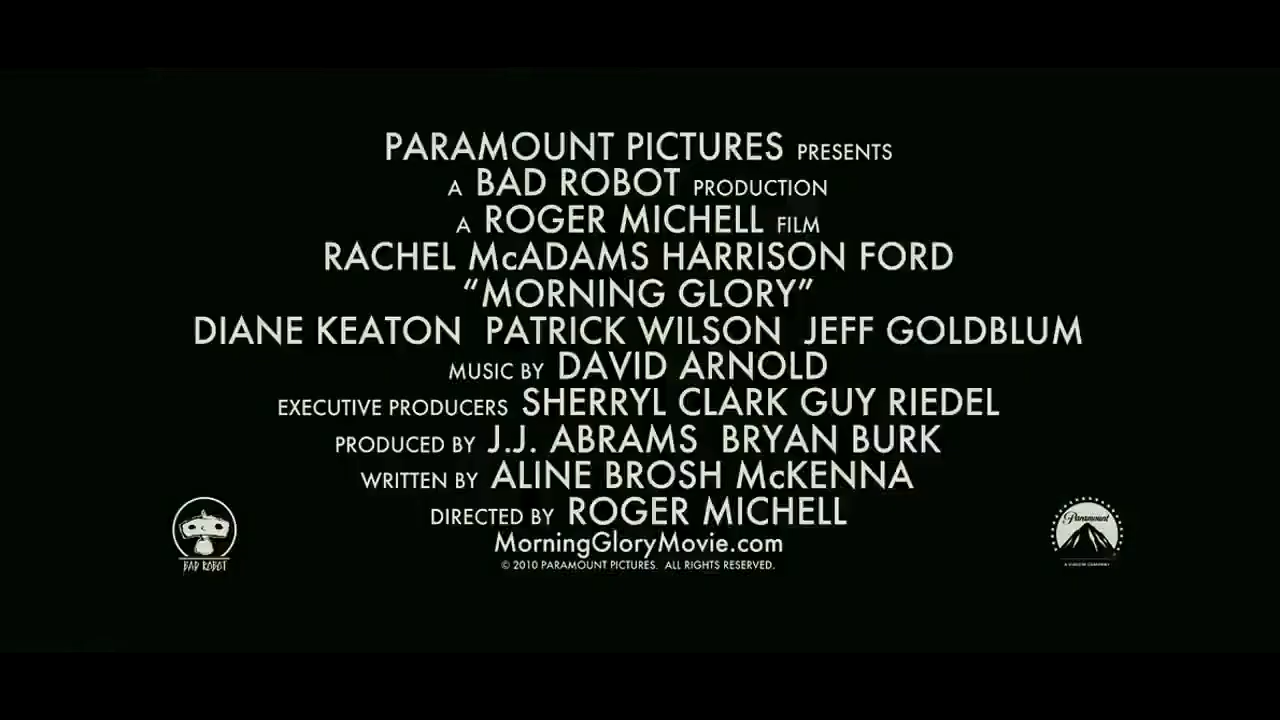 PARAMOUNT PICTURES PRESENTS
A BAD ROBOT PRODUCTION
A ROGER MICHELL FILM
RACHEL McADAMS HARRISON FORD
“MORNING GLORY”
DIANE KEATON PATRICK WILSON JEFF GOLDBLUM
MUSIC BY DAVID ARNOLD
EXECUTIVE PRODUCERS SHERRYL CLARK GUY RIEDEL
PRODUCED BY J.J. ABRAMS BRYAN BURK
WRITTEN BY ALINE BROSH McKENNA
DIRECTED BY ROGER MICHELL
MorningGloryMovie.com
© 2010 PARAMOUNT PICTURES. ALL RIGHTS RESERVED.
BAD ROBOT
Paramount
A VIACOM COMPANY